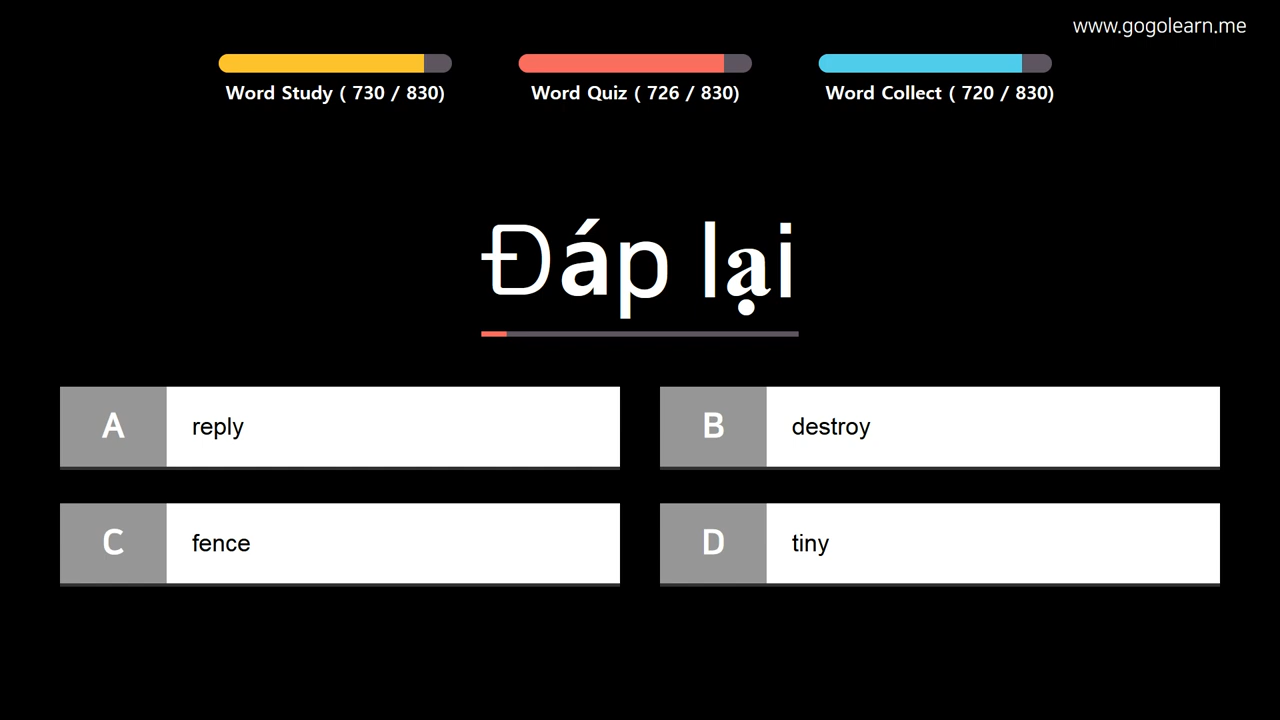 www.gogolearn.me
Word Study ( 730 / 830)
Word Quiz ( 726 / 830)
Word Collect ( 720 / 830)
Đáp lại
A reply
B destroy
C fence
D tiny